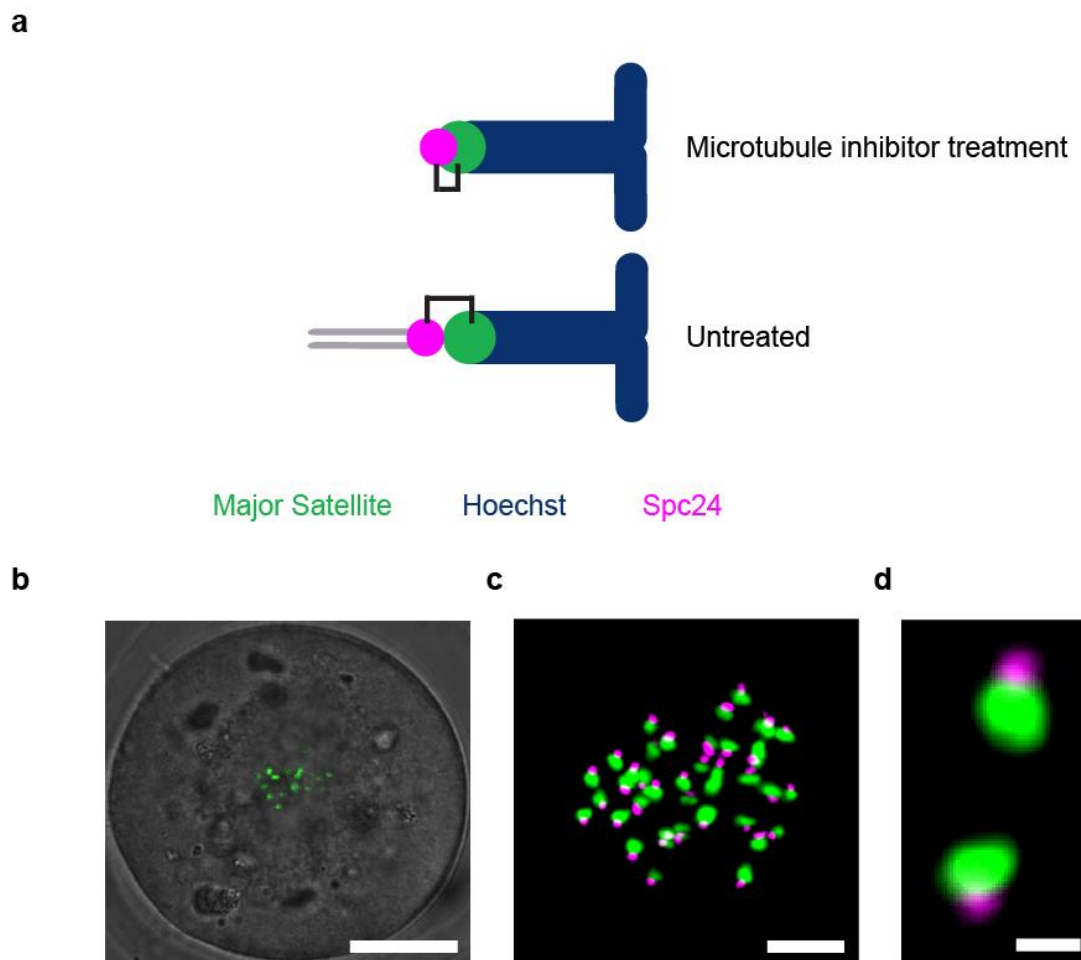 a
Microtubule inhibitor treatment
Untreated
Major Satellite Hoechst Spc24
b c d